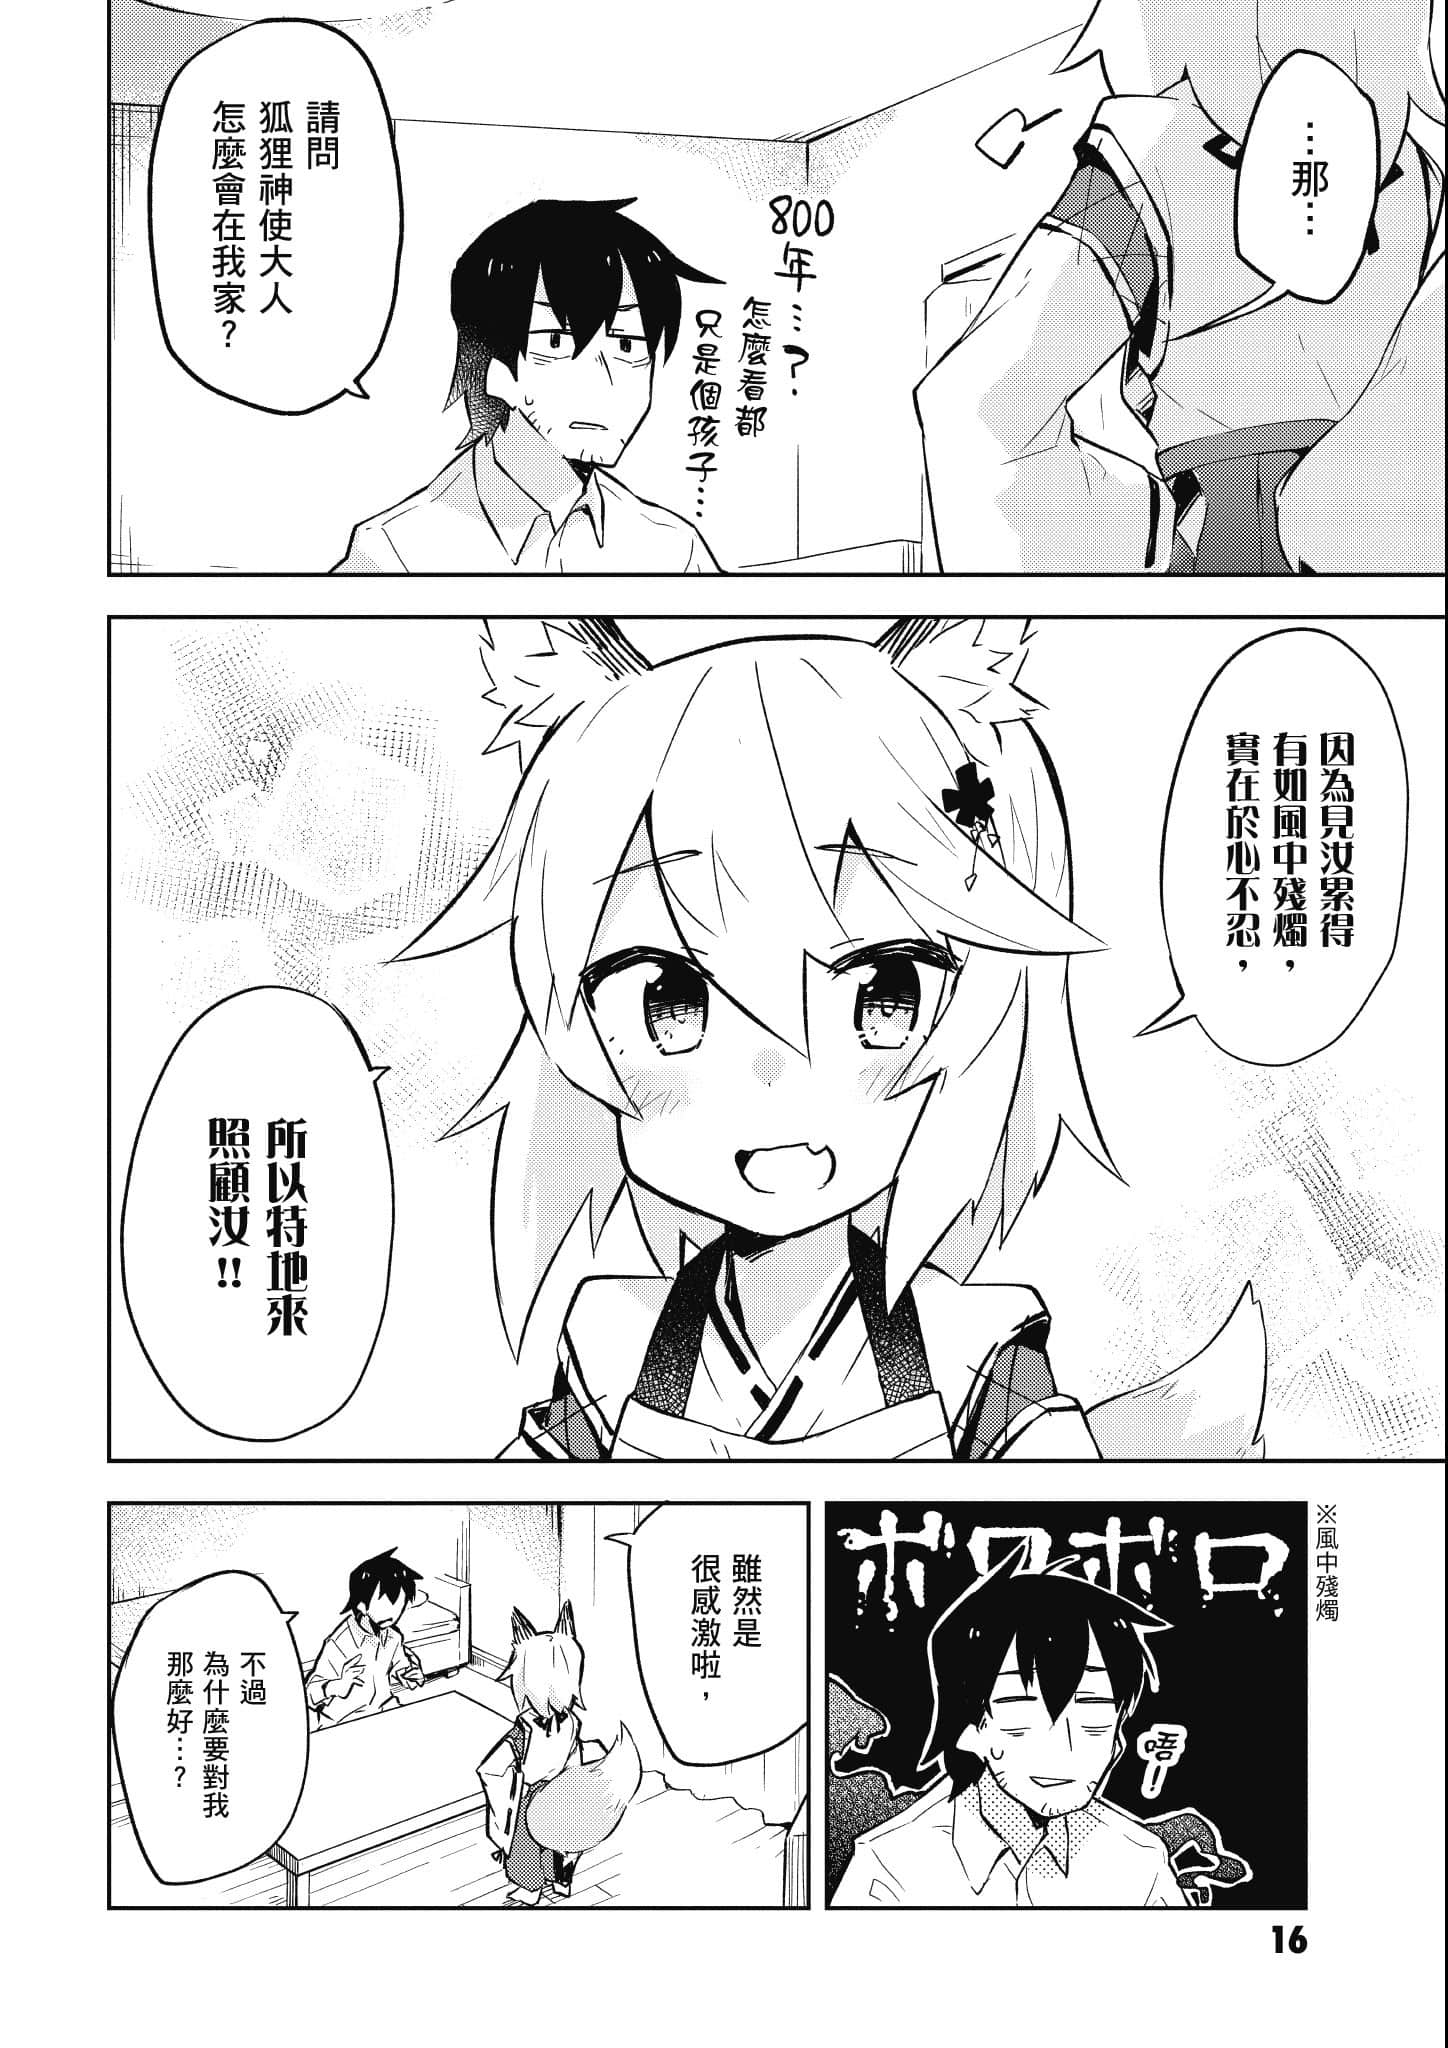 …那…
800
年…？
怎麼看都
只是個孩子…
請問
狐狸神使大人
怎麼會在我家？
因為見汝累得
有如風中殘燭，
實在於心不忍，
所以特地來
照顧汝!!
※風中殘燭
ボロボロ
唔！
雖然是
很感激啦，
不過
為什麼要對我
那麼好…？
16